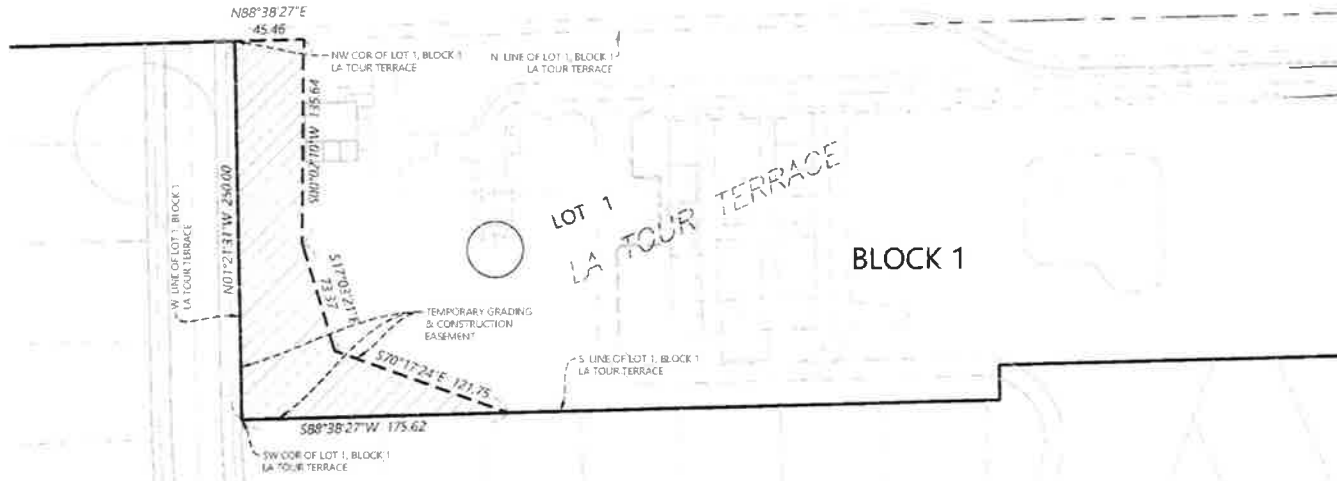 N88°38'27"E
45.46
NW COR OF LOT 1, BLOCK 1
LA TOUR TERRACE
N LINE OF LOT 1, BLOCK 1
LA TOUR TERRACE
S00°02'10"W 135.64
W LINE OF LOT 1, BLOCK 1
LA TOUR TERRACE
N01°21'31"W 250.00
LOT 1
LA TOUR TERRACE
BLOCK 1
S17°03'21"E
73.37
TEMPORARY GRADING
& CONSTRUCTION
EASEMENT
S70°17'24"E 121.75
S LINE OF LOT 1, BLOCK 1
LA TOUR TERRACE
S88°38'27"W 175.62
SW COR OF LOT 1, BLOCK 1
LA TOUR TERRACE